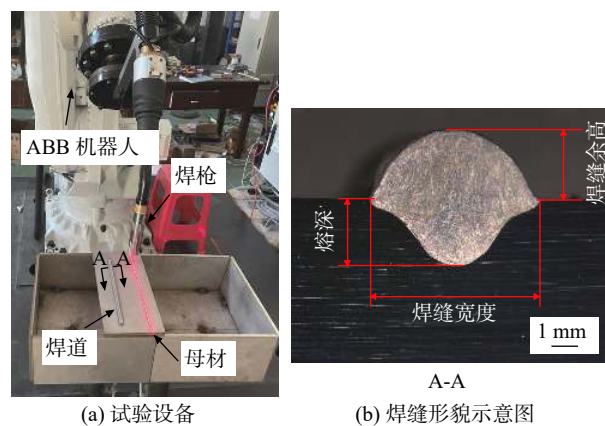 ABB 机器人
焊枪
A A
焊道
母材
(a) 试验设备
焊缝余高
熔深
焊缝宽度
1 mm
A-A
(b) 焊缝形貌示意图